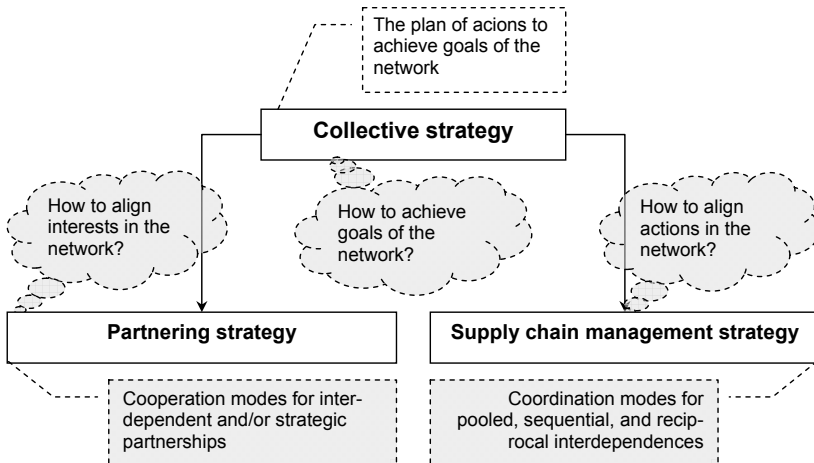 The plan of acions to
achieve goals of the
network
Collective strategy
How to align
interests in the
network?
How to achieve
goals of the
network?
How to align
actions in the
network?
Partnering strategy
Supply chain management strategy
Cooperation modes for inter-
dependent and/or strategic
partnerships
Coordination modes for
pooled, sequential, and recip-
rocal interdependences